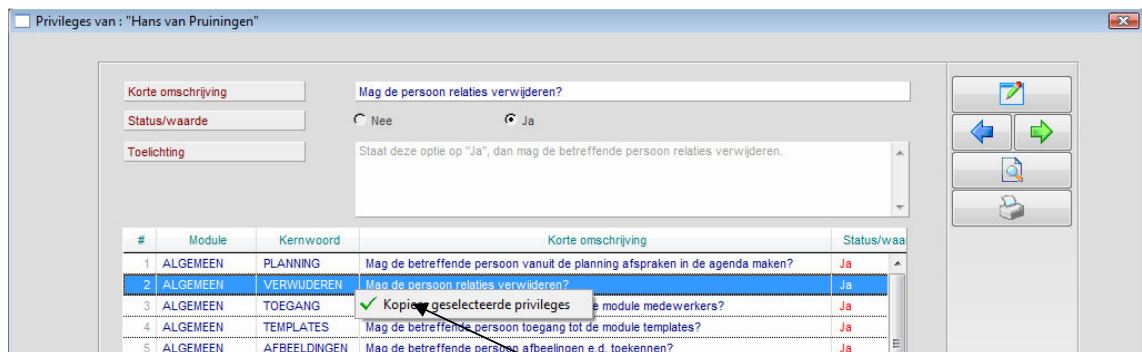 Privileges van : "Hans van Pruiningen"
Korte omschrijving Mag de persoon relaties verwijderen?
Status/waarde Nee Ja
Toelichting Staat deze optie op "Ja", dan mag de betreffende persoon relaties verwijderen.
# Module Kernwoord Korte omschrijving Status/waa
1 ALGEMEEN PLANNING Mag de betreffende persoon vanuit de planning afspraken in de agenda maken? Ja
2 ALGEMEEN VERWIJDEREN Mag de persoon relaties verwijderen? Ja
Kopieer geselecteerde privileges
3 ALGEMEEN TOEGANG e module medewerkers? Ja
4 ALGEMEEN TEMPLATES Mag de betreffende persoon toegang tot de module templates? Ja
5 ALGEMEEN AFBEELDINGEN Mag de betreffende persoon afbeelingen e.d. toekennen? Ja